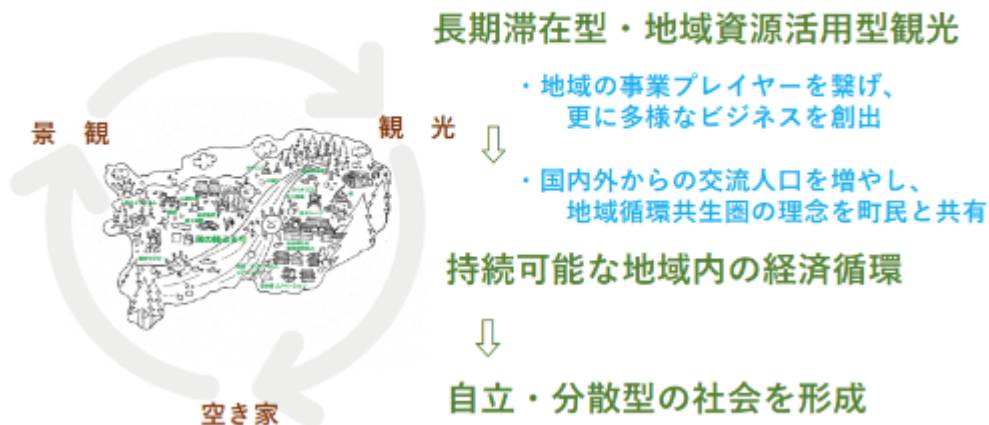 長期滞在型・地域資源活用型観光
・地域の事業プレイヤーを繋げ、
更に多様なビジネスを創出
景 観
観 光
・国内外からの交流人口を増やし、
地域循環共生圏の理念を町民と共有
持続可能な地域内の経済循環
自立・分散型の社会を形成
空き家